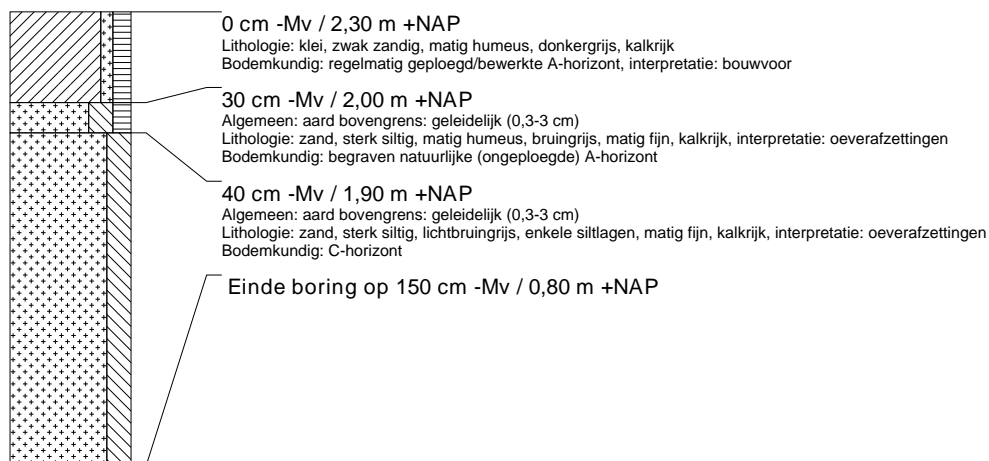 0 cm -Mv / 2,30 m +NAP
Lithologie: klei, zwak zandig, matig humeus, donkergrijs, kalkrijk
Bodemkundig: regelmatig geploegd/bewerkte A-horizont, interpretatie: bouwvoor
30 cm -Mv / 2,00 m +NAP
Algemeen: aard bovengrens: geleidelijk (0,3-3 cm)
Lithologie: zand, sterk siltig, matig humeus, bruingrijs, matig fijn, kalkrijk, interpretatie: oeverafzettingen
Bodemkundig: begraven natuurlijke (ongeploegde) A-horizont
40 cm -Mv / 1,90 m +NAP
Algemeen: aard bovengrens: geleidelijk (0,3-3 cm)
Lithologie: zand, sterk siltig, lichtbruingrijs, enkele siltlagen, matig fijn, kalkrijk, interpretatie: oeverafzettingen
Bodemkundig: C-horizont
Einde boring op 150 cm -Mv / 0,80 m +NAP